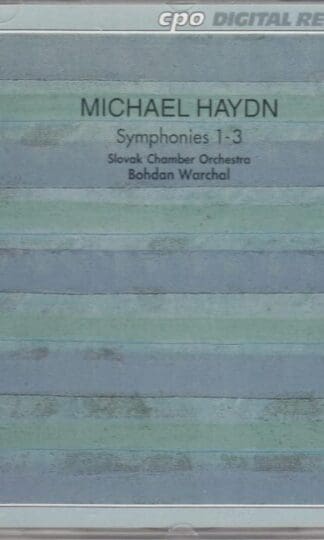 cpo DIGITAL RE
MICHAEL HAYDN
Symphonies 1-3
Slovak Chamber Orchestra
Bohdan Warchal